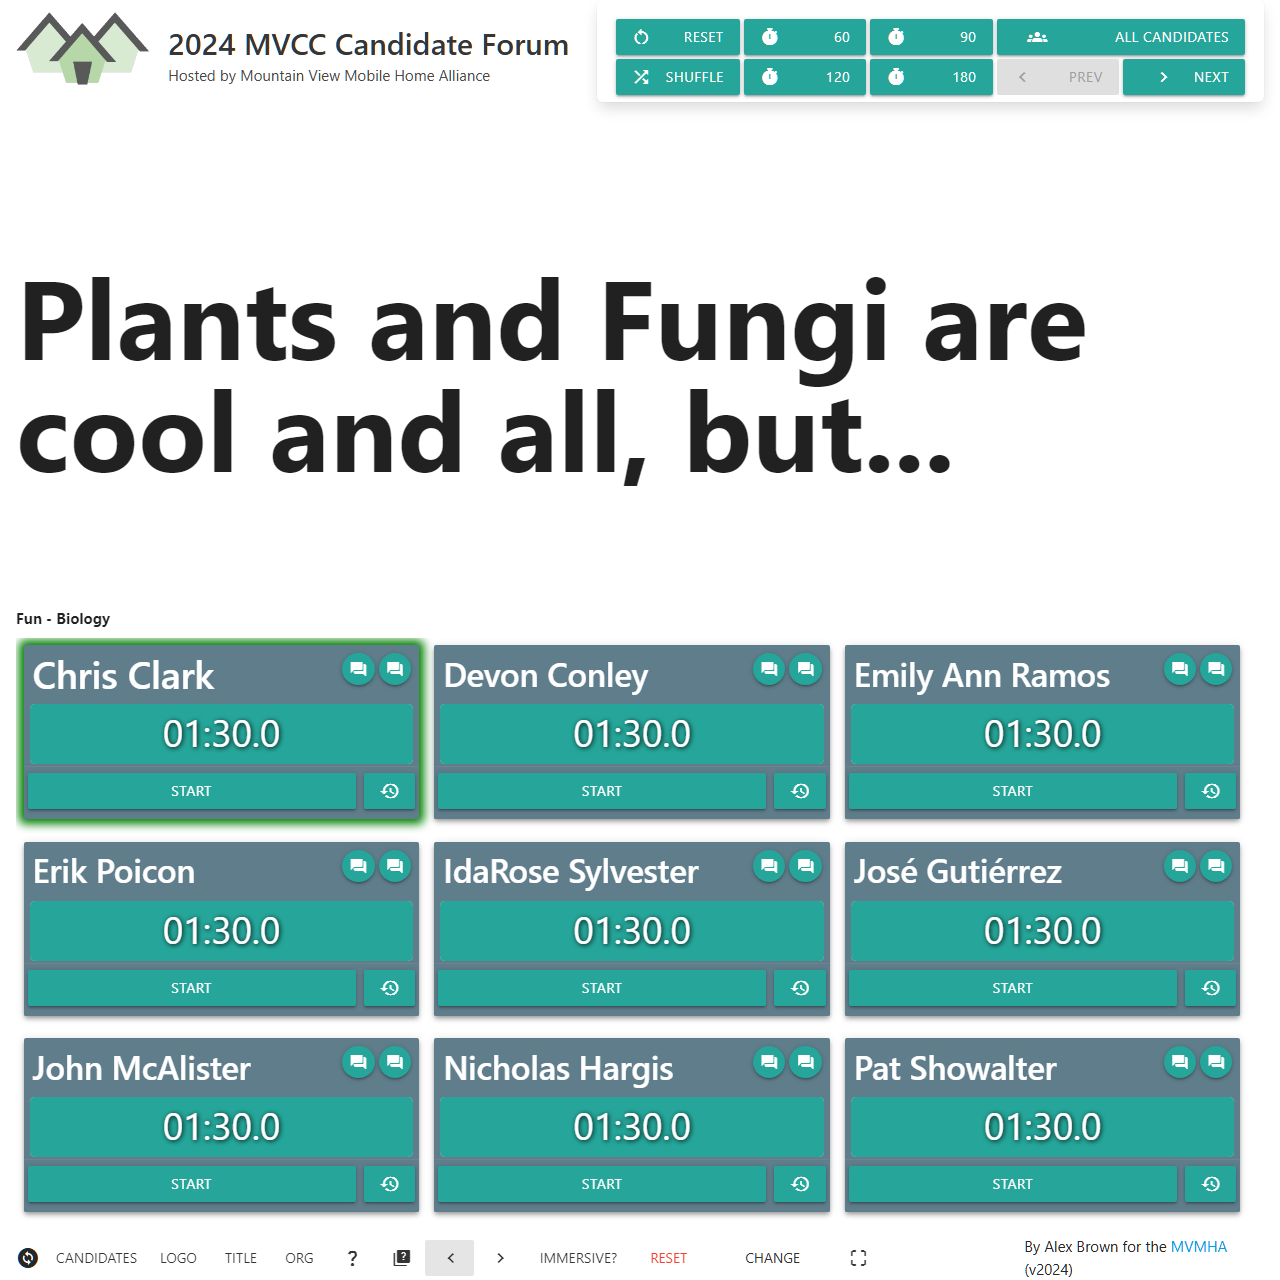 2024 MVCC Candidate Forum
Hosted by Mountain View Mobile Home Alliance
RESET 60 90 ALL CANDIDATES
SHUFFLE 120 180 PREV NEXT
Plants and Fungi are
cool and all, but...
Fun - Biology
Chris Clark Devon Conley Emily Ann Ramos
01:30.0 01:30.0 01:30.0
START START START
Erik Poicon IdaRose Sylvester José Gutiérrez
01:30.0 01:30.0 01:30.0
START START START
John McAlister Nicholas Hargis Pat Showalter
01:30.0 01:30.0 01:30.0
START START START
CANDIDATES LOGO TITLE ORG ? IMMERSIVE? RESET CHANGE
By Alex Brown for the MVMHA
(v2024)